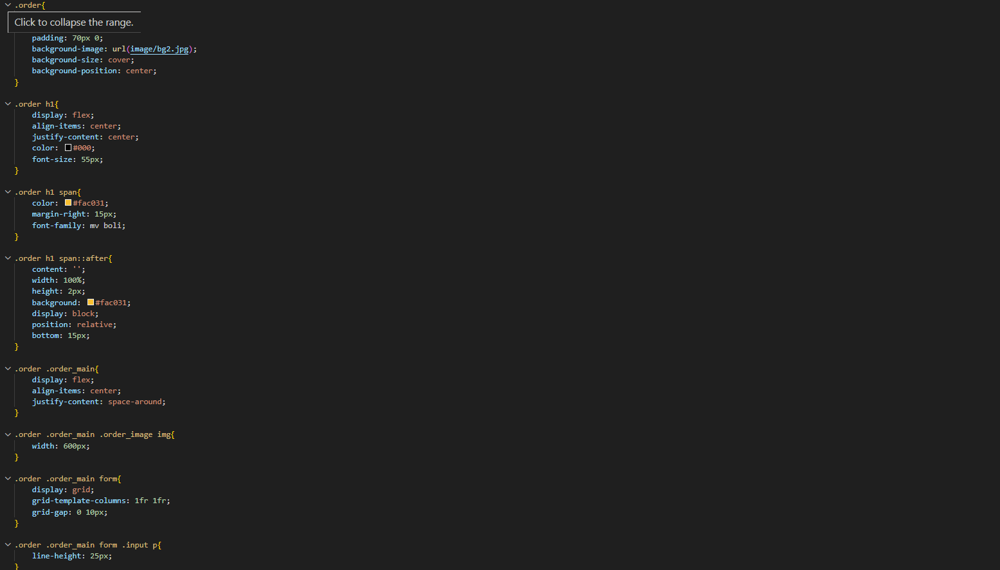 .order{
Click to collapse the range.
padding: 70px 0;
background-image: url(image/bg2.jpg);
background-size: cover;
background-position: center;
}
.order h1{
display: flex;
align-items: center;
justify-content: center;
color: #000;
font-size: 55px;
}
.order h1 span{
color: #fac031;
margin-right: 15px;
font-family: mv boli;
}
.order h1 span::after{
content: '';
width: 100%;
height: 2px;
background: #fac031;
display: block;
position: relative;
bottom: 15px;
}
.order .order_main{
display: flex;
align-items: center;
justify-content: space-around;
}
.order .order_main .order_image img{
width: 600px;
}
.order .order_main form{
display: grid;
grid-template-columns: 1fr 1fr;
grid-gap: 0 10px;
}
.order .order_main form .input p{
line-height: 25px;
}